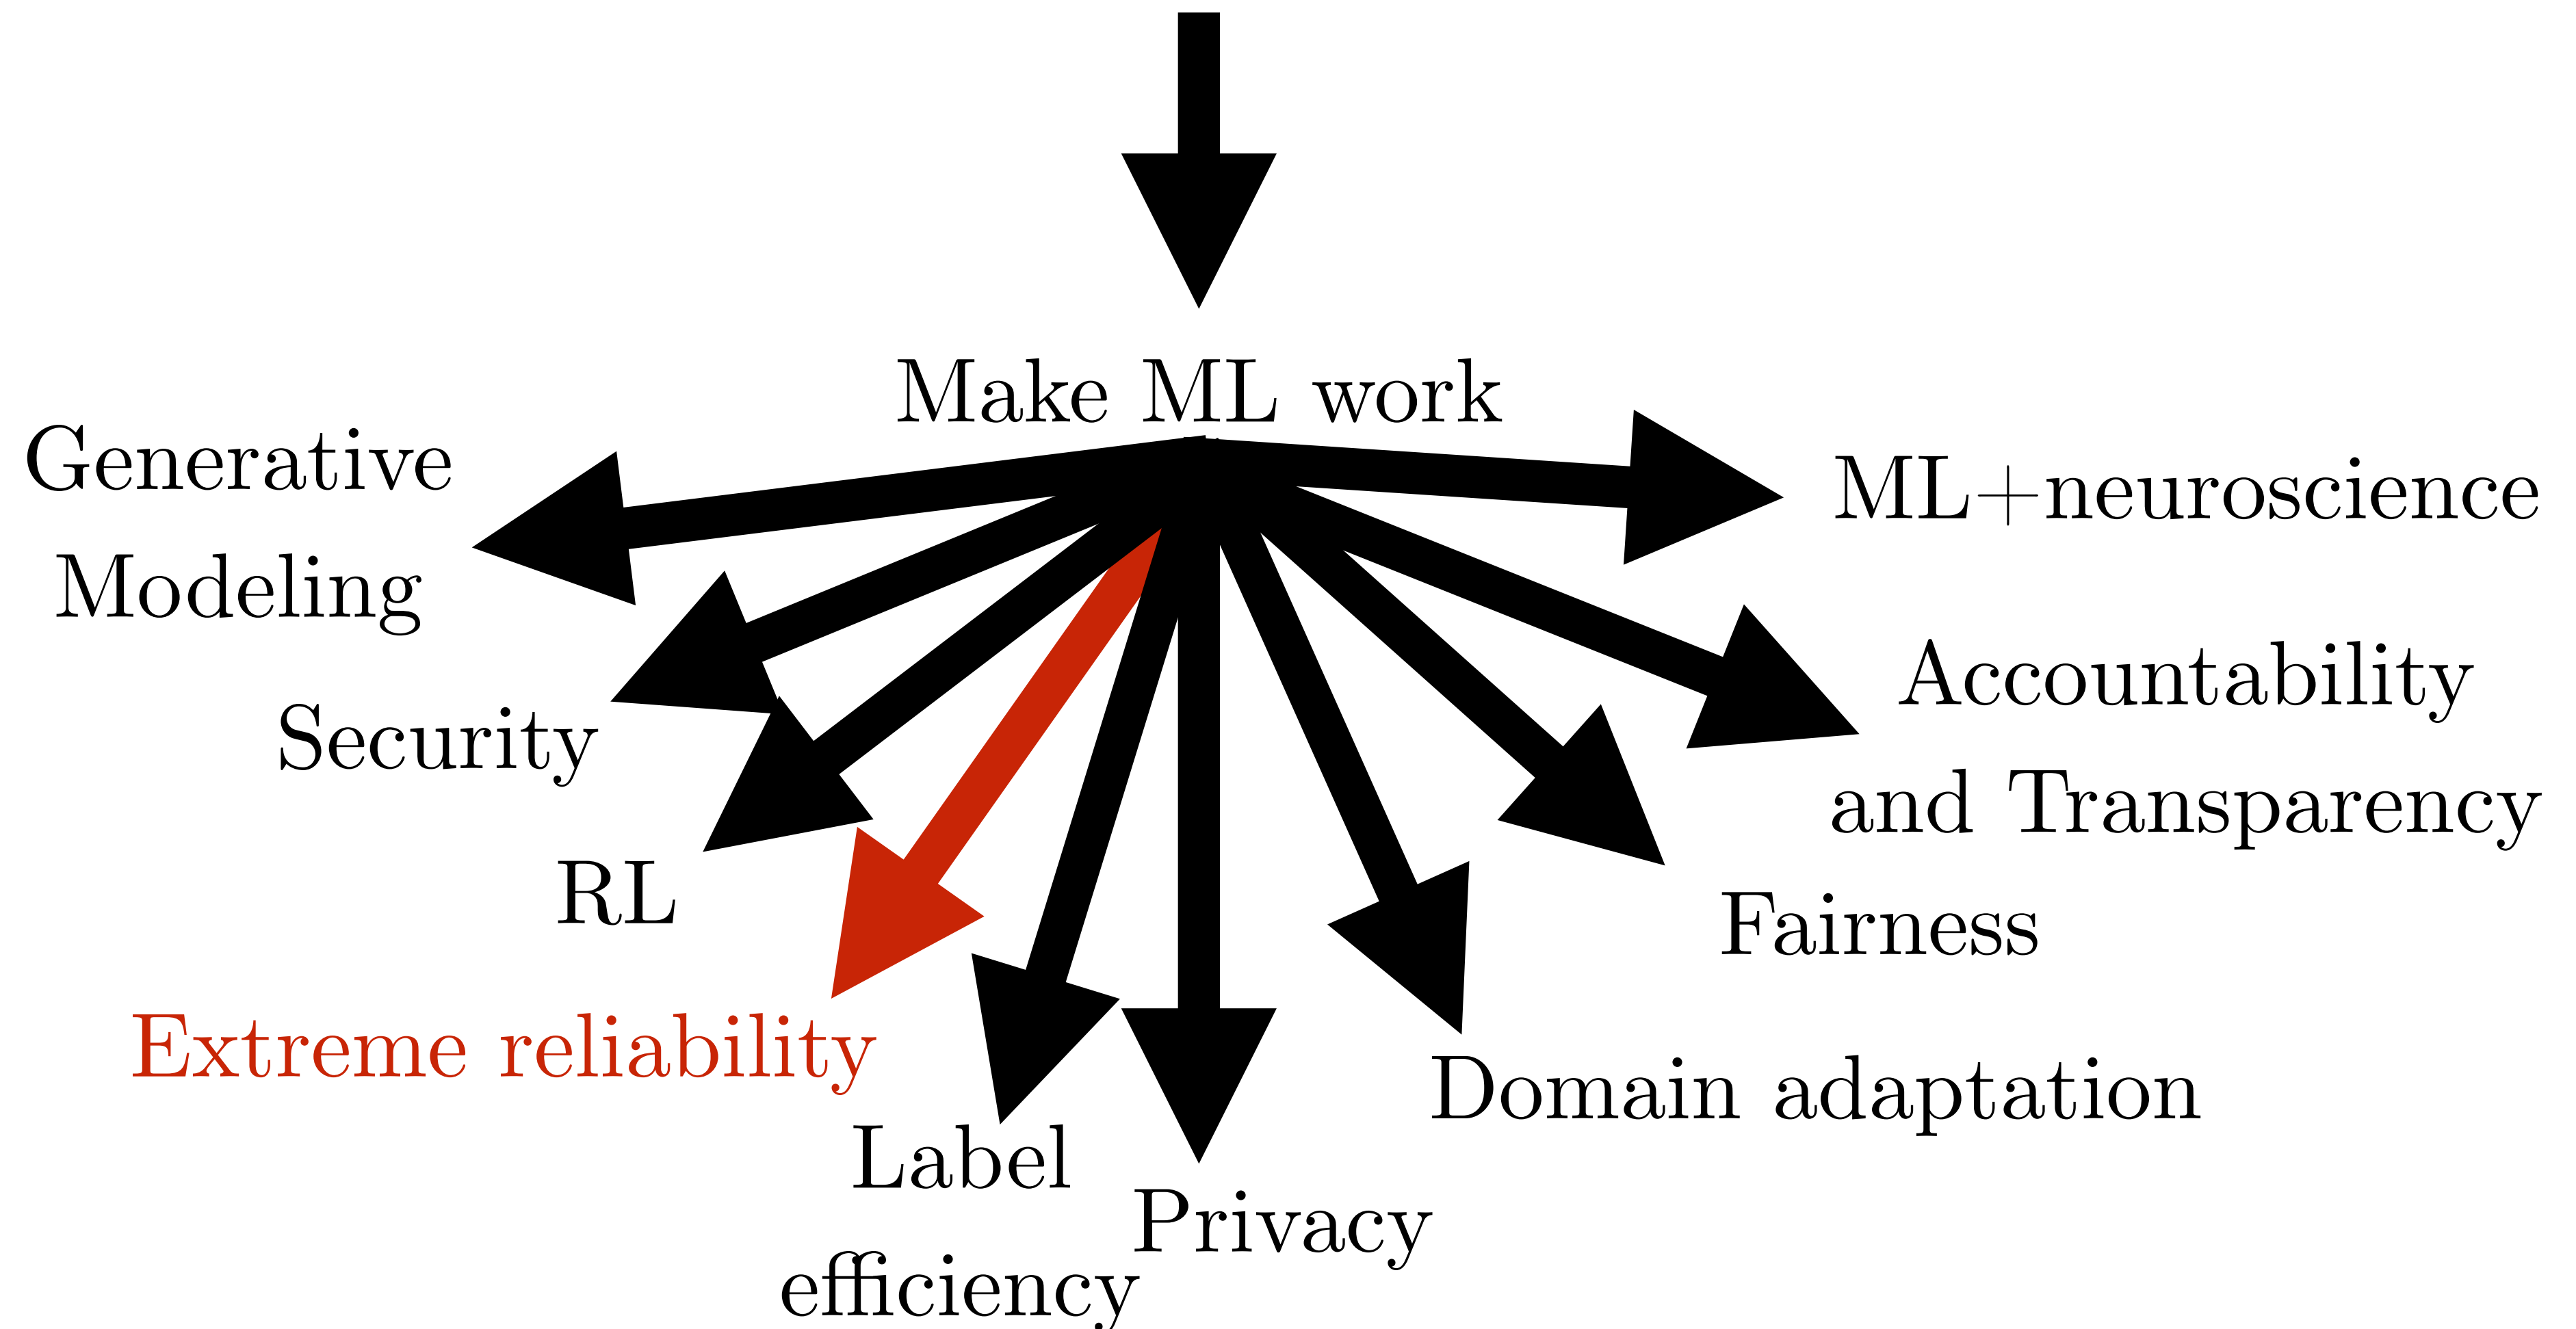 Make ML work
Generative
Modeling
Security
RL
Extreme reliability
Label
efficiency
Privacy
Domain adaptation
Fairness
Accountability
and Transparency
ML+neuroscience